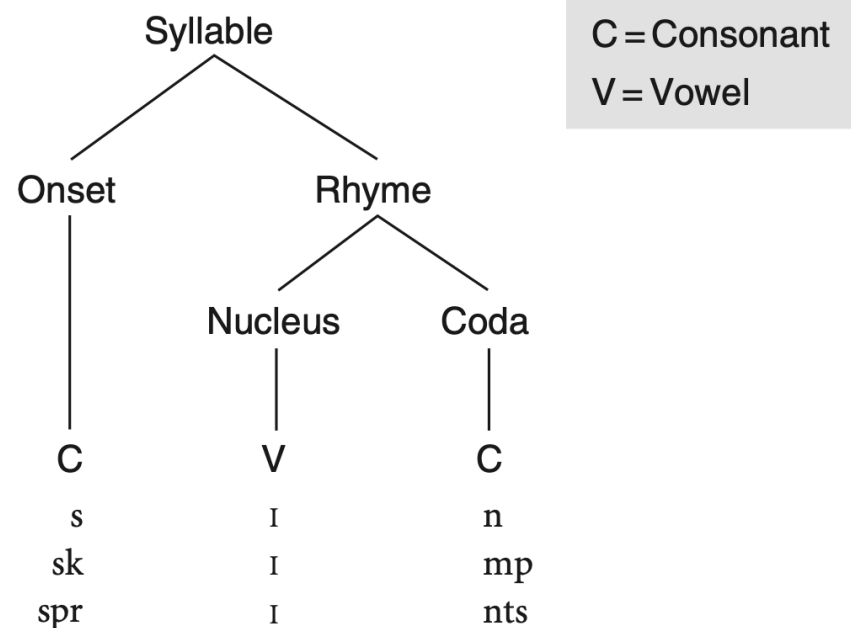 Syllable
C = Consonant
V = Vowel
Onset Rhyme
Nucleus Coda
C V C
s ɪ n
sk ɪ mp
spr ɪ nts